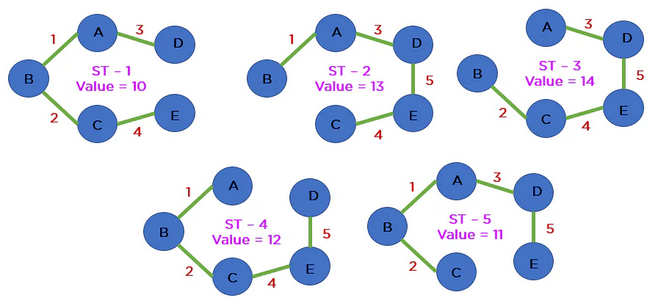 A
1
3
D
B
ST – 1
Value = 10
2
C
4
E
A
1
3
D
B
ST – 2
Value = 13
5
C
4
E
A
3
D
B
ST – 3
Value = 14
5
2
C
4
E
A
1
D
B
ST – 4
Value = 12
5
2
C
4
E
A
1
3
D
B
ST – 5
Value = 11
5
2
C
E